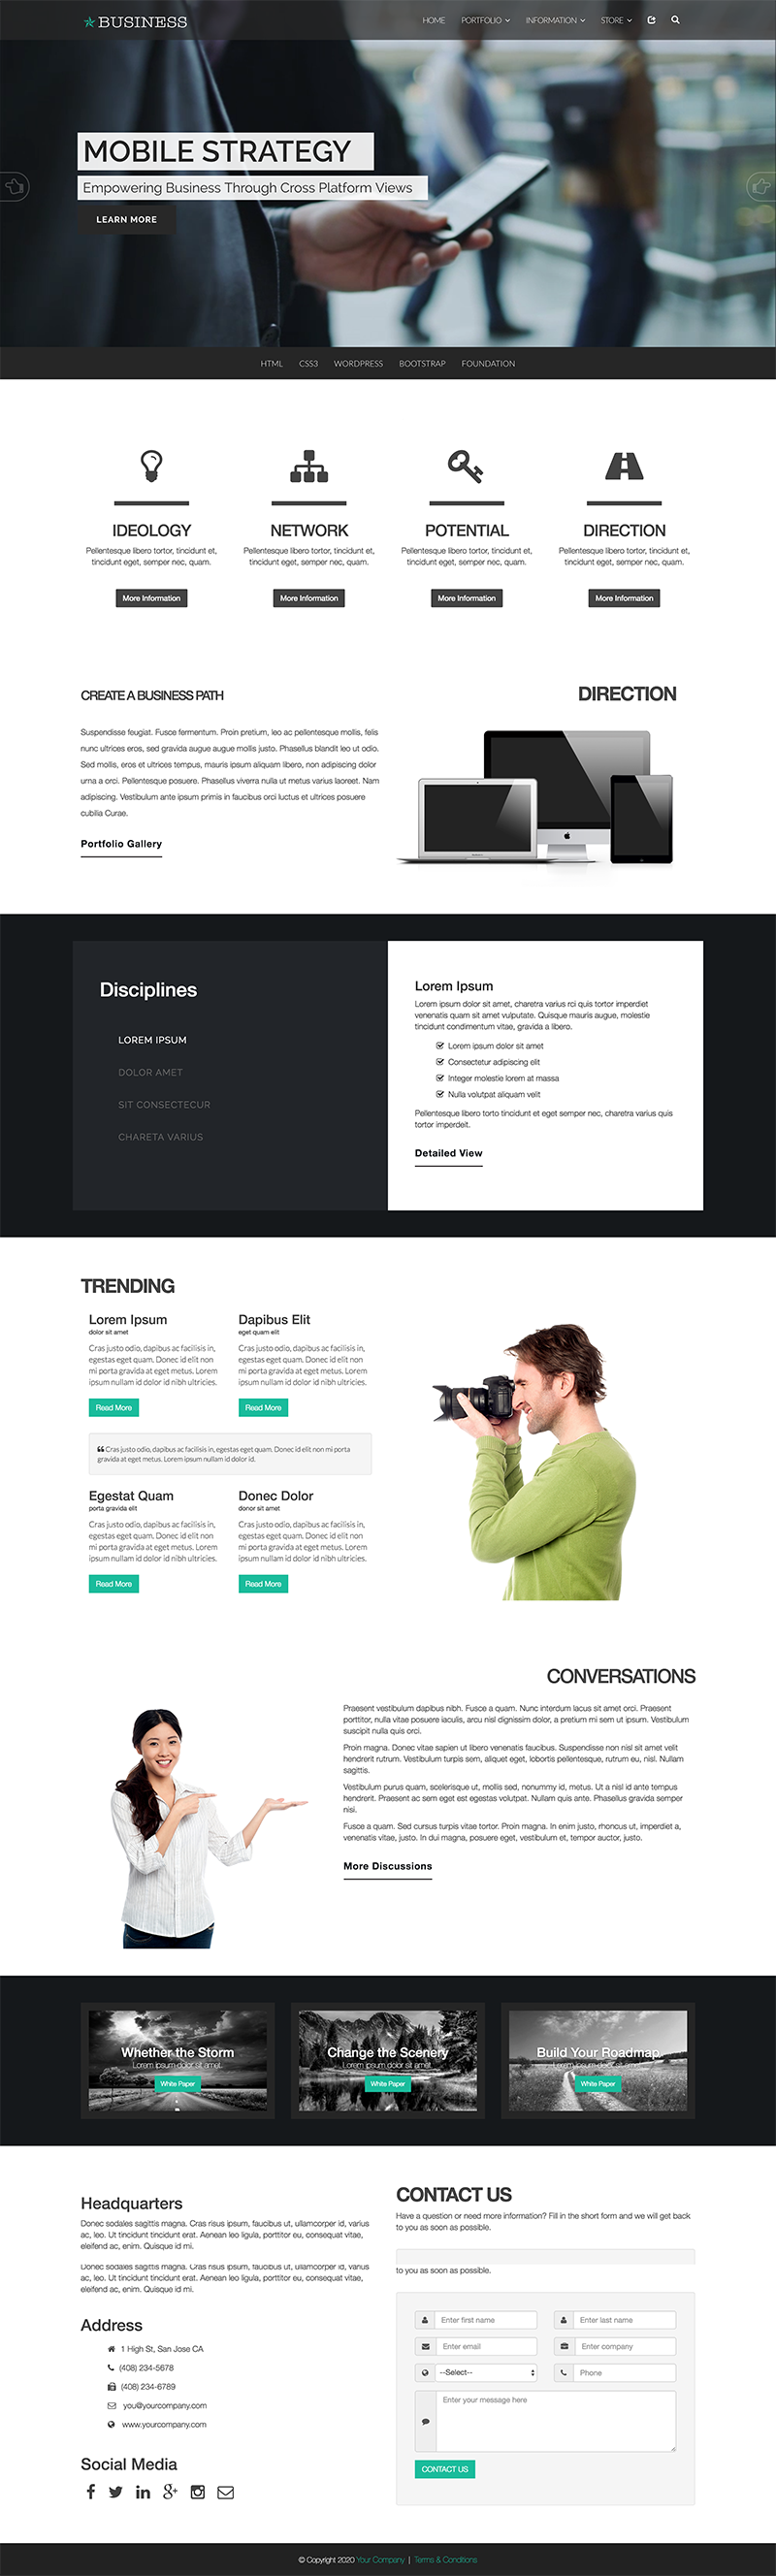 BUSINESS
HOME PORTFOLIO INFORMATION STORE
MOBILE STRATEGY
Empowering Business Through Cross Platform Views
LEARN MORE
HTML CSS3 WORDPRESS BOOTSTRAP FOUNDATION
IDEOLOGY
Pellentesque libero tortor, tincidunt et,
tincidunt eget, semper nec, quam.
More Information
NETWORK
Pellentesque libero tortor, tincidunt et,
tincidunt eget, semper nec, quam.
More Information
POTENTIAL
Pellentesque libero tortor, tincidunt et,
tincidunt eget, semper nec, quam.
More Information
DIRECTION
Pellentesque libero tortor, tincidunt et,
tincidunt eget, semper nec, quam.
More Information
CREATE A BUSINESS PATH
Suspendisse feugiat. Fusce fermentum. Proin pretium, leo ac pellentesque mollis, felis
nunc ultrices eros, sed gravida augue augue mollis justo. Phasellus blandit leo ut odio.
Sed mollis, eros et ultrices tempus, mauris ipsum aliquam libero, non adipiscing dolor
urna a orci. Pellentesque posuere. Phasellus viverra nulla ut metus varius laoreet. Nam
adipiscing. Vestibulum ante ipsum primis in faucibus orci luctus et ultrices posuere
cubilia Curae.
Portfolio Gallery
DIRECTION
Disciplines
LOREM IPSUM
DOLOR AMET
SIT CONSECTECUR
CHARETA VARIUS
Lorem Ipsum
Lorem ipsum dolor sit amet, charetra varius rci quis tortor imperdiet
venenatis quam sit amet vulputate. Quisque mauris augue, molestie
tincidunt condimentum vitae, gravida a libero.
Lorem ipsum dolor sit amet
Consectetur adipiscing elit
Integer molestie lorem at massa
Nulla volutpat aliquam velit
Pellentesque libero torto tincidunt et eget semper nec, charetra varius quis
tortor imperdeit.
Detailed View
TRENDING
Lorem Ipsum
dolor sit amet
Cras justo odio, dapibus ac facilisis in,
egestas eget quam. Donec id elit non
mi porta gravida at eget metus. Lorem
ipsum nullam id dolor id nibh ultricies.
Read More
Dapibus Elit
eget quam elit
Cras justo odio, dapibus ac facilisis in,
egestas eget quam. Donec id elit non
mi porta gravida at eget metus. Lorem
ipsum nullam id dolor id nibh ultricies.
Read More
Cras justo odio, dapibus ac facilisis in, egestas eget quam. Donec id elit non mi porta
gravida at eget metus. Lorem ipsum nullam id dolor id.
Egestat Quam
porta gravida elit
Cras justo odio, dapibus ac facilisis in,
egestas eget quam. Donec id elit non
mi porta gravida at eget metus. Lorem
ipsum nullam id dolor id nibh ultricies.
Read More
Donec Dolor
donor sit amet
Cras justo odio, dapibus ac facilisis in,
egestas eget quam. Donec id elit non
mi porta gravida at eget metus. Lorem
ipsum nullam id dolor id nibh ultricies.
Read More
CONVERSATIONS
Praesent vestibulum dapibus nibh. Fusce a quam. Nunc interdum lacus sit amet orci. Praesent
porttitor, nulla vitae posuere iaculis, arcu nisl dignissim dolor, a pretium mi sem ut ipsum. Vestibulum
suscipit nulla quis orci.
Proin magna. Donec vitae sapien ut libero venenatis faucibus. Suspendisse non nisl sit amet velit
hendrerit rutrum. Vestibulum turpis sem, aliquet eget, lobortis pellentesque, rutrum eu, nisl. Nullam
sagittis.
Vestibulum purus quam, scelerisque ut, mollis sed, nonummy id, metus. Ut a nisl id ante tempus
hendrerit. Praesent ac sem eget est egestas volutpat. Nullam quis ante. Phasellus gravida semper
nisi.
Fusce a quam. Sed cursus turpis vitae tortor. Proin magna. In enim justo, rhoncus ut, imperdiet a,
venenatis vitae, justo. In dui magna, posuere eget, vestibulum et, tempor auctor, justo.
More Discussions
Whether the Storm
Lorem ipsum dolor sit amet.
White Paper
Change the Scenery
Lorem ipsum dolor sit amet.
White Paper
Build Your Roadmap.
Lorem ipsum dolor sit amet.
White Paper
Headquarters
Donec sodales sagittis magna. Cras risus ipsum, faucibus ut, ullamcorper id, varius
ac, leo. Ut tincidunt tincidunt erat. Aenean leo ligula, porttitor eu, consequat vitae,
eleifend ac, enim. Quisque id mi.
Donec sodales sagittis magna. Cras risus ipsum, faucibus ut, ullamcorper id, varius
ac, leo. Ut tincidunt tincidunt erat. Aenean leo ligula, porttitor eu, consequat vitae,
eleifend ac, enim. Quisque id mi.
Address
1 High St, San Jose CA
(408) 234-5678
(408) 234-6789
you@yourcompany.com
www.yourcompany.com
Social Media
CONTACT US
Have a question or need more information? Fill in the short form and we will get back
to you as soon as possible.
to you as soon as possible.
Enter first name
Enter last name
Enter email
Enter company
--Select--
Phone
Enter your message here
CONTACT US
© Copyright 2020 Your Company | Terms & Conditions